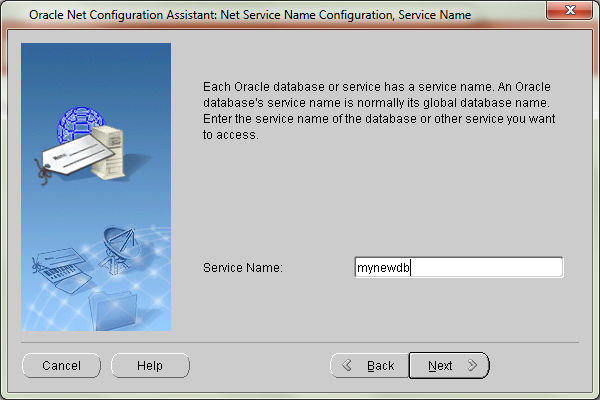 Oracle Net Configuration Assistant: Net Service Name Configuration, Service Name
Each Oracle database or service has a service name. An Oracle
database's service name is normally its global database name.
Enter the service name of the database or other service you want
to access.
Service Name:
mynewdb
Cancel
Help
Back
Next